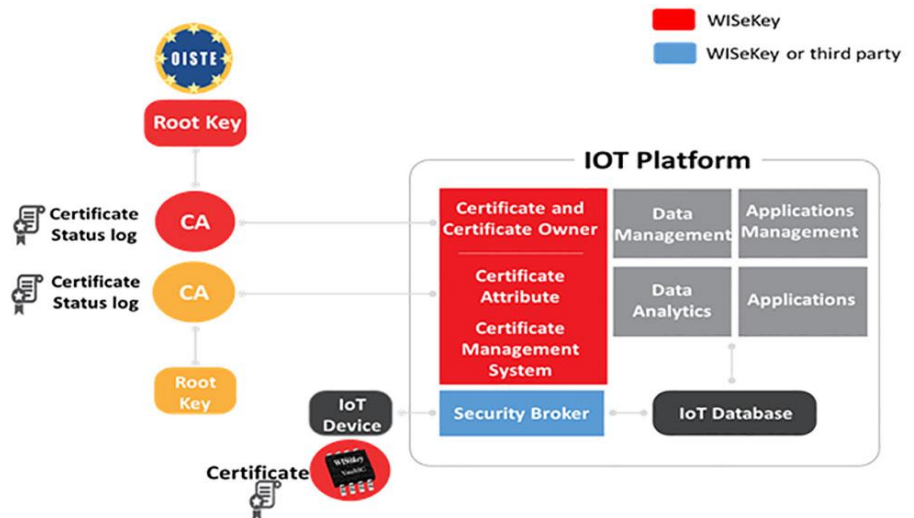 WISeKey
WISeKey or third party
OISTE
Root Key
IOT Platform
Certificate
Status log
CA
Certificate and
Certificate Owner
Data
Management
Applications
Management
Certificate
Status log
CA
Certificate
Attribute
Data
Analytics
Applications
Certificate
Management
System
Root
Key
IoT
Device
Security Broker
IoT Database
Certificate
WISeKey
VaultIC